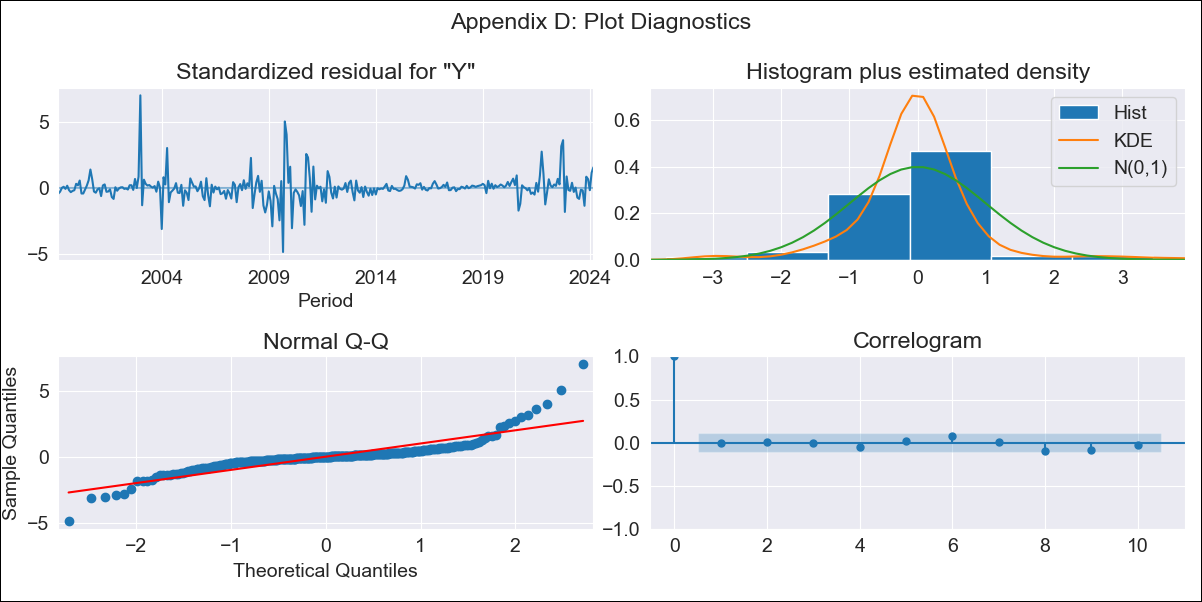 Appendix D: Plot Diagnostics
Standardized residual for "Y"
5
0
−5
2004 2009 2014 2019 2024
Period
Histogram plus estimated density
Hist
KDE
N(0,1)
0.6
0.4
0.2
0.0
−3 −2 −1 0 1 2 3
Normal Q-Q
Sample Quantiles
5
0
−5
−2 −1 0 1 2
Theoretical Quantiles
Correlogram
1.0
0.5
0.0
−0.5
−1.0
0 2 4 6 8 10